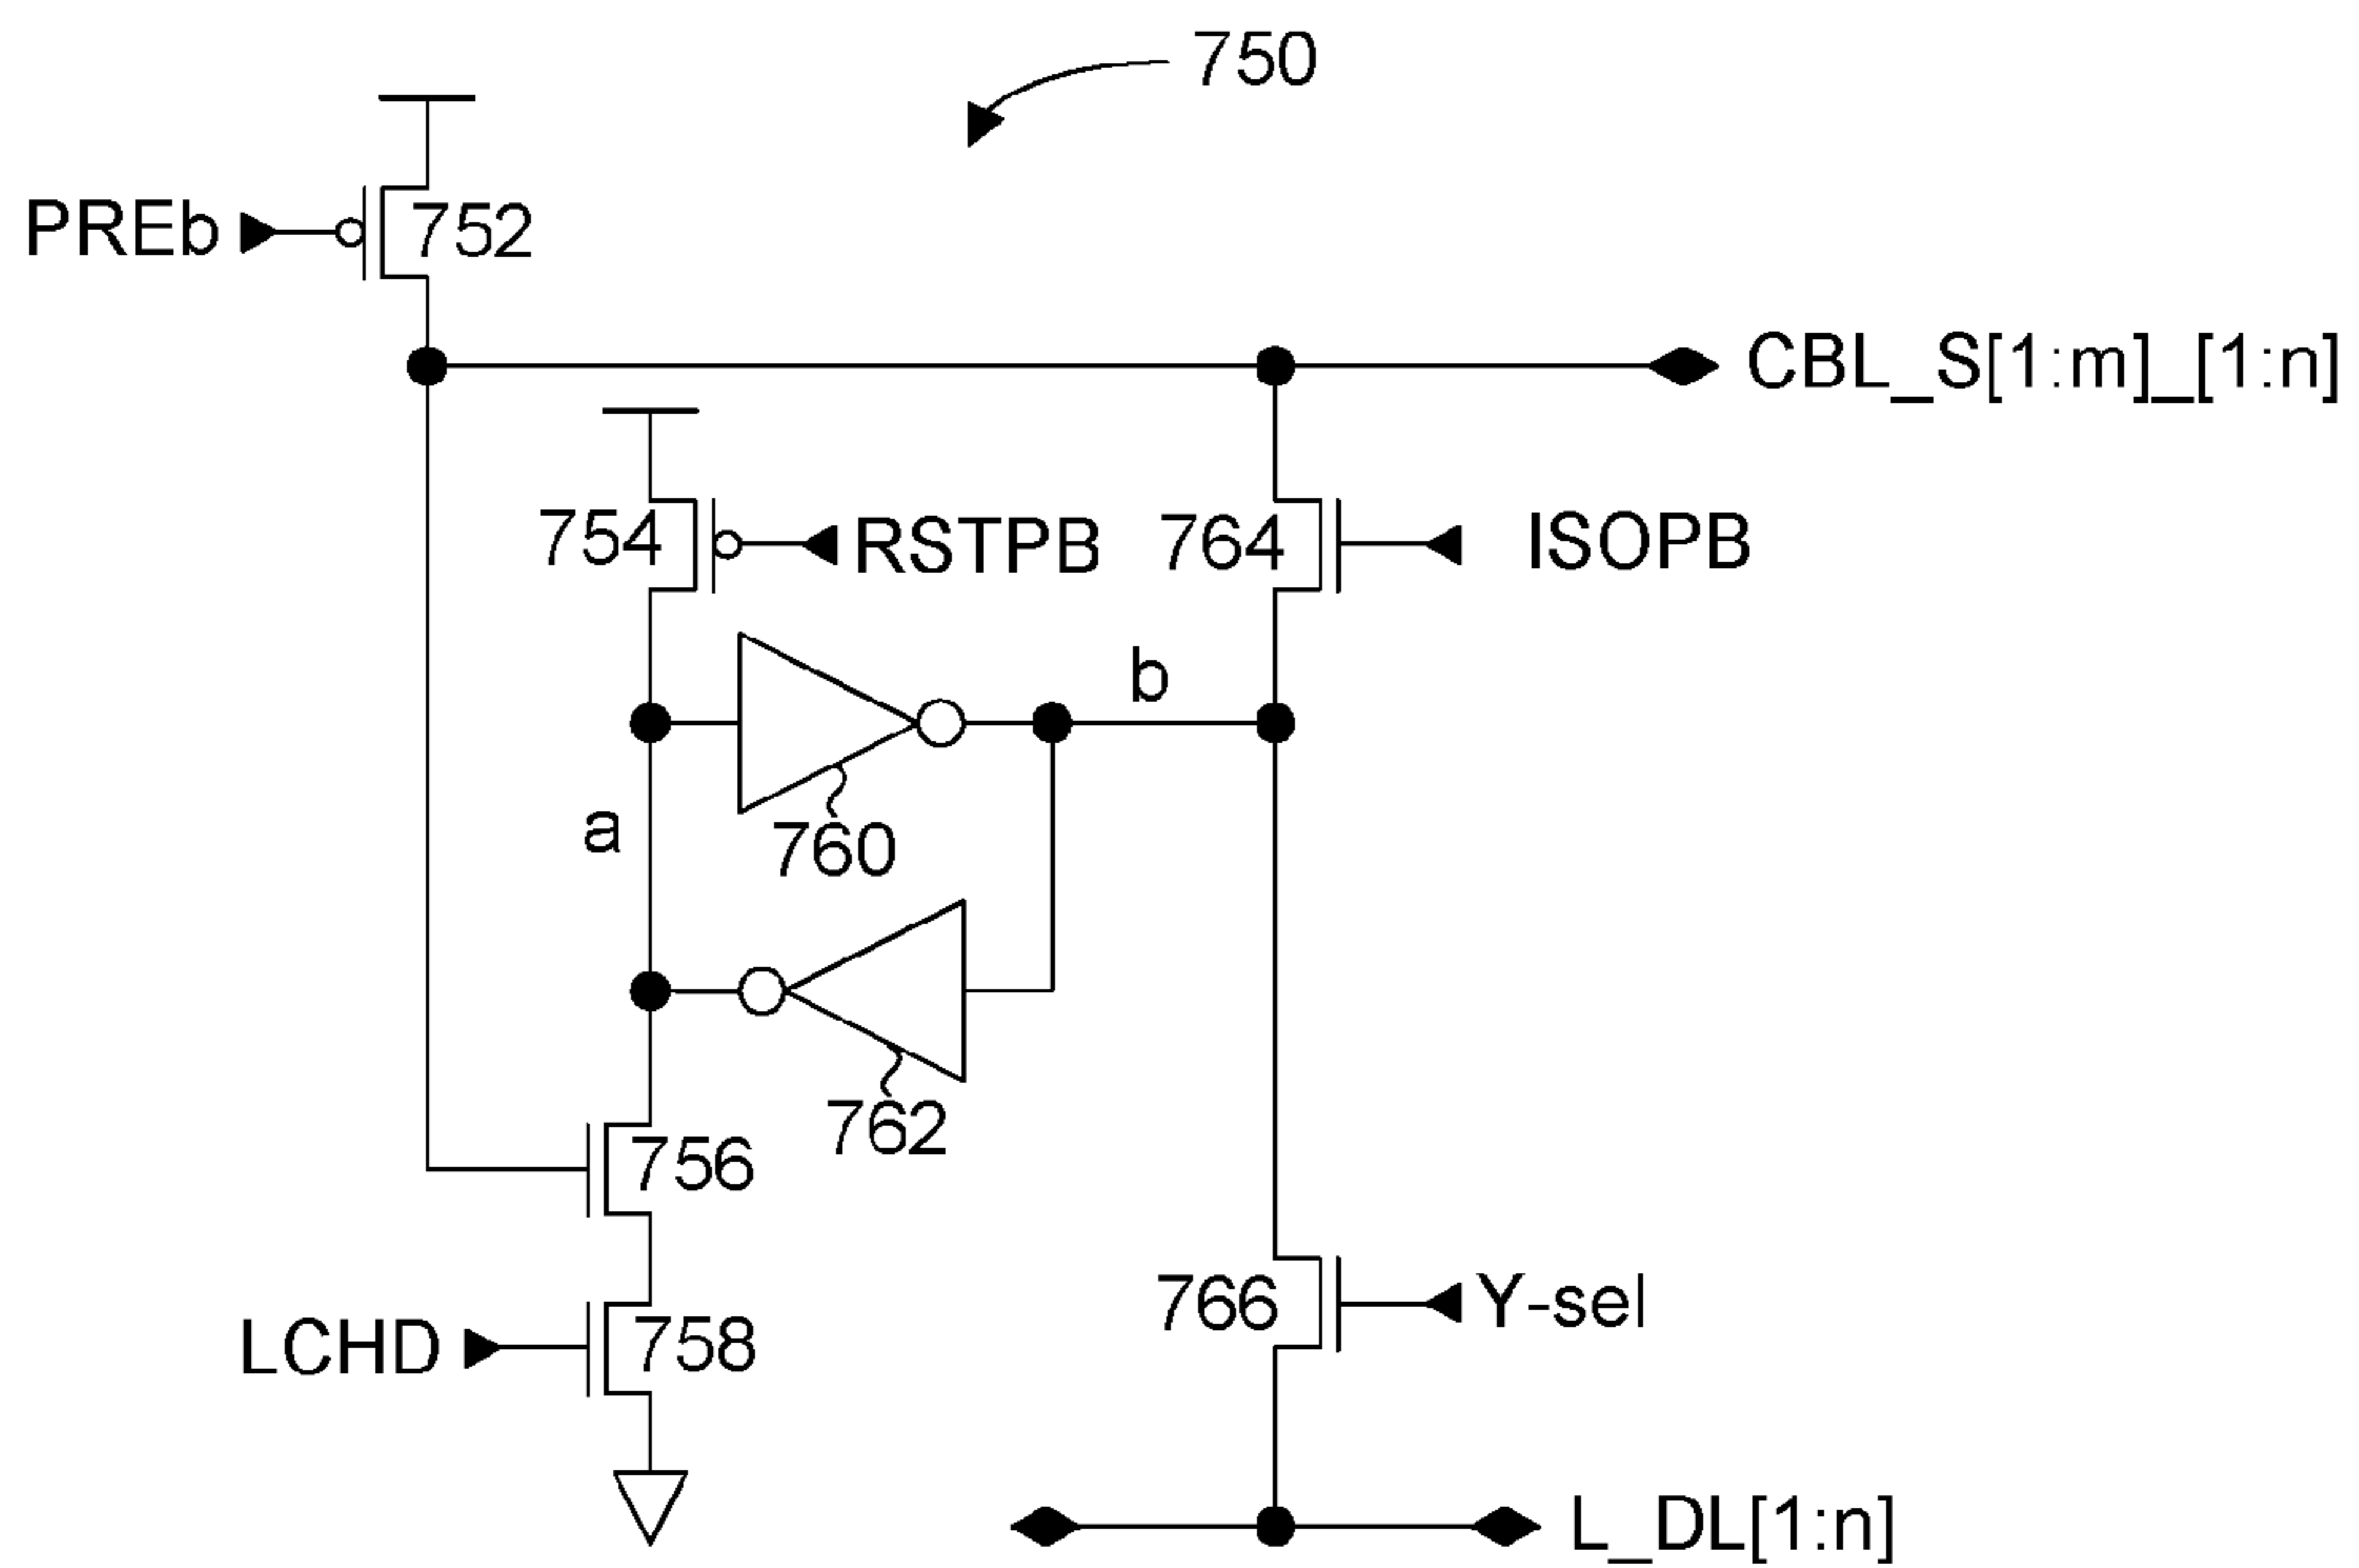 750
PREb
752
CBL_S[1:m]_[1:n]
754
RSTPB
764
ISOPB
b
a
760
762
756
766
Y-sel
LCHD
758
L_DL[1:n]